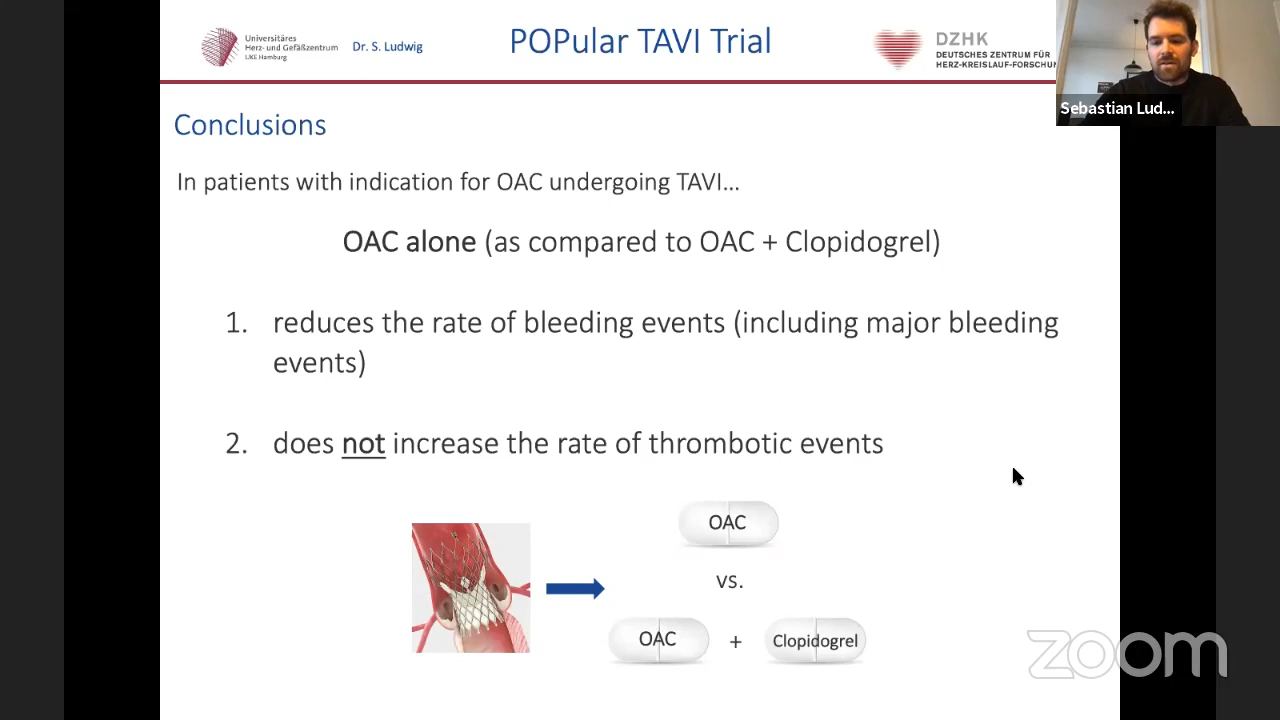 Universitäres
Herz- und Gefäßzentrum
UKE Hamburg
Dr. S. Ludwig
POPular TAVI Trial
DZHK
DEUTSCHES ZENTRUM FÜR
HERZ-KREISLAUF-FORSCHUN
Sebastian Lud...
Conclusions
In patients with indication for OAC undergoing TAVI...
OAC alone (as compared to OAC + Clopidogrel)
1. reduces the rate of bleeding events (including major bleeding
events)
2. does not increase the rate of thrombotic events
OAC
vs.
OAC + Clopidogrel
zoom